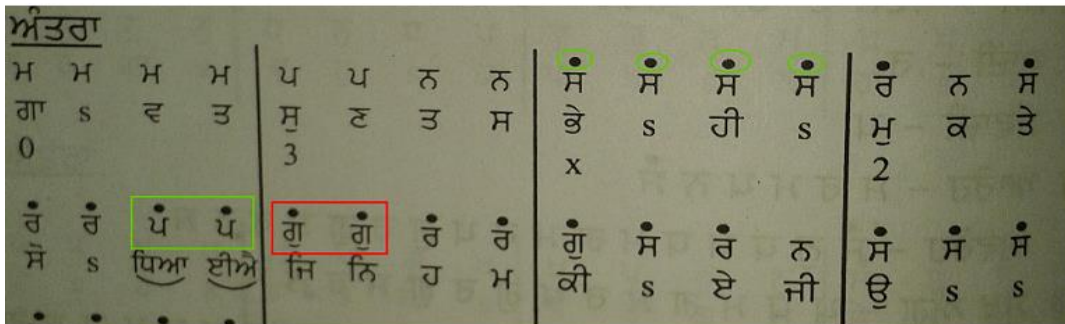 ਅੰਤਰਾ
ਮ ਮ ਮ ਮ ਪ ਪ ਨ ਨ ਸਂ ਸਂ ਸਂ ਸਂ ਰਂ ਨ ਸਂ
ਗਾ s ਵ ਤ ਸੁ ਣ ਤ ਸ ਭੇ s ਹੀ s ਮੁ ਕ ਤੇ
0 3 x 2
ਰਂ ਰਂ ਪਂ ਪਂ ਗੁਂ ਗੁਂ ਰਂ ਰਂ ਗੁਂ ਸਂ ਰਂ ਨ ਸਂ ਸਂ ਸਂ
ਸੋ s ਧਿਆ ਈਐ ਜਿ ਨਿ ਹ ਮ ਕੀ s ਏ ਜੀ ਉ s s